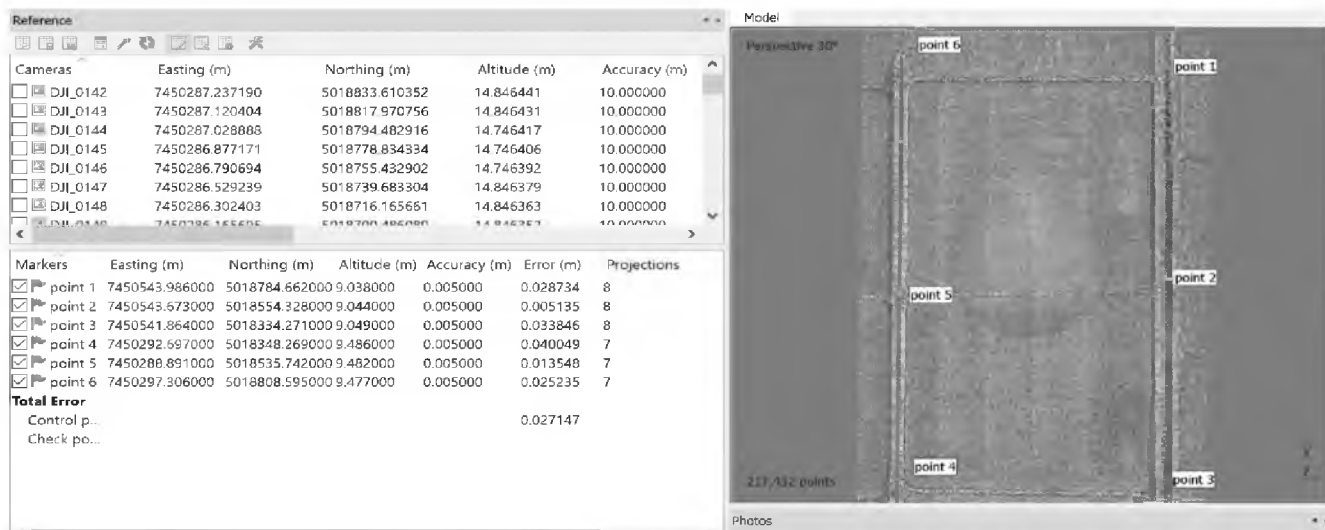 Reference
Cameras Easting (m) Northing (m) Altitude (m) Accuracy (m)
DJI_0142 7450287.237190 5018833.610352 14.846441 10.000000
DJI_0143 7450287.120404 5018817.970756 14.846431 10.000000
DJI_0144 7450287.028888 5018794.482916 14.746417 10.000000
DJI_0145 7450286.877171 5018778.834334 14.746406 10.000000
DJI_0146 7450286.790694 5018755.432902 14.746392 10.000000
DJI_0147 7450286.529239 5018739.683304 14.846379 10.000000
DJI_0148 7450286.302403 5018716.165661 14.846363 10.000000
Markers Easting (m) Northing (m) Altitude (m) Accuracy (m) Error (m) Projections
point 1 7450543.986000 5018784.662000 9.038000 0.005000 0.028734 8
point 2 7450543.673000 5018554.328000 9.044000 0.005000 0.005135 8
point 3 7450541.864000 5018334.271000 9.049000 0.005000 0.033846 8
point 4 7450292.697000 5018348.269000 9.486000 0.005000 0.040049 7
point 5 7450288.891000 5018535.742000 9.482000 0.005000 0.013548 7
point 6 7450297.306000 5018808.595000 9.477000 0.005000 0.025235 7
Total Error
Control p... 0.027147
Check po...
Model
Perspective 30°
point 6
point 1
point 2
point 5
point 4
point 3
points
Photos